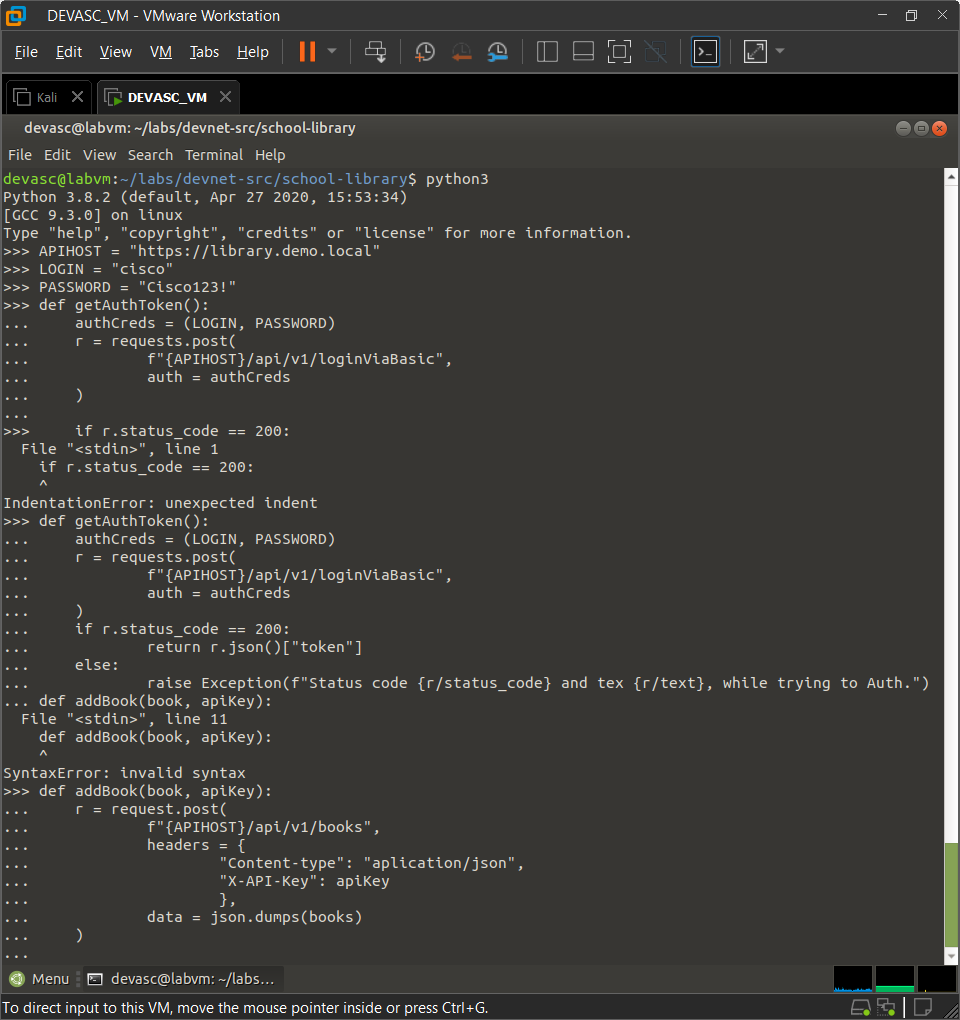 DEVASC_VM - VMware Workstation
File Edit View VM Tabs Help
Kali DEVASC_VM
devasc@labvm: ~/labs/devnet-src/school-library
File Edit View Search Terminal Help
devasc@labvm:~/labs/devnet-src/school-library$ python3
Python 3.8.2 (default, Apr 27 2020, 15:53:34)
[GCC 9.3.0] on linux
Type "help", "copyright", "credits" or "license" for more information.
>>> APIHOST = "https://library.demo.local"
>>> LOGIN = "cisco"
>>> PASSWORD = "Cisco123!"
>>> def getAuthToken():
...     authCreds = (LOGIN, PASSWORD)
...     r = requests.post(
...             f"{APIHOST}/api/v1/loginViaBasic",
...             auth = authCreds
...     )
...
>>>     if r.status_code == 200:
  File "<stdin>", line 1
    if r.status_code == 200:
    ^
IndentationError: unexpected indent
>>> def getAuthToken():
...     authCreds = (LOGIN, PASSWORD)
...     r = requests.post(
...             f"{APIHOST}/api/v1/loginViaBasic",
...             auth = authCreds
...     )
...     if r.status_code == 200:
...             return r.json()["token"]
...     else:
...             raise Exception(f"Status code {r/status_code} and tex {r/text}, while trying to Auth.")
... def addBook(book, apiKey):
  File "<stdin>", line 11
    def addBook(book, apiKey):
    ^
SyntaxError: invalid syntax
>>> def addBook(book, apiKey):
...     r = request.post(
...             f"{APIHOST}/api/v1/books",
...             headers = {
...                     "Content-type": "aplication/json",
...                     "X-API-Key": apiKey
...                     },
...             data = json.dumps(books)
...     )
...
Menu devasc@labvm: ~/labs...
To direct input to this VM, move the mouse pointer inside or press Ctrl+G.